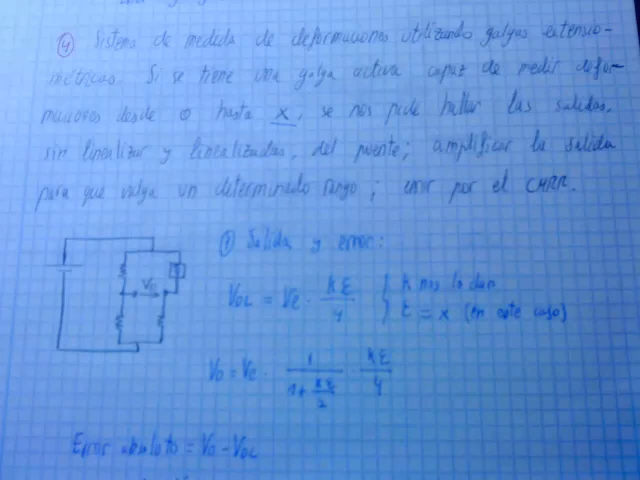 ④ Sistema de medida de deformaciones utilizando galgas extensio-
métricas. Si se tiene una galga activa capaz de medir defor-
maciones desde 0 hasta x, se nos pide hallar las salidas,
sin linealizar y linealizadas, del puente; amplificar la salida
para que valga un determinado rango; error por el CMRR.
① Salida y error:
VOL = Ve · Kε/4 } K nos lo dan
ε = x (en este caso)
Vo
Vo = Ve · 1/(1+Kε/2) · Kε/4
Error absoluto = Vo - VOL